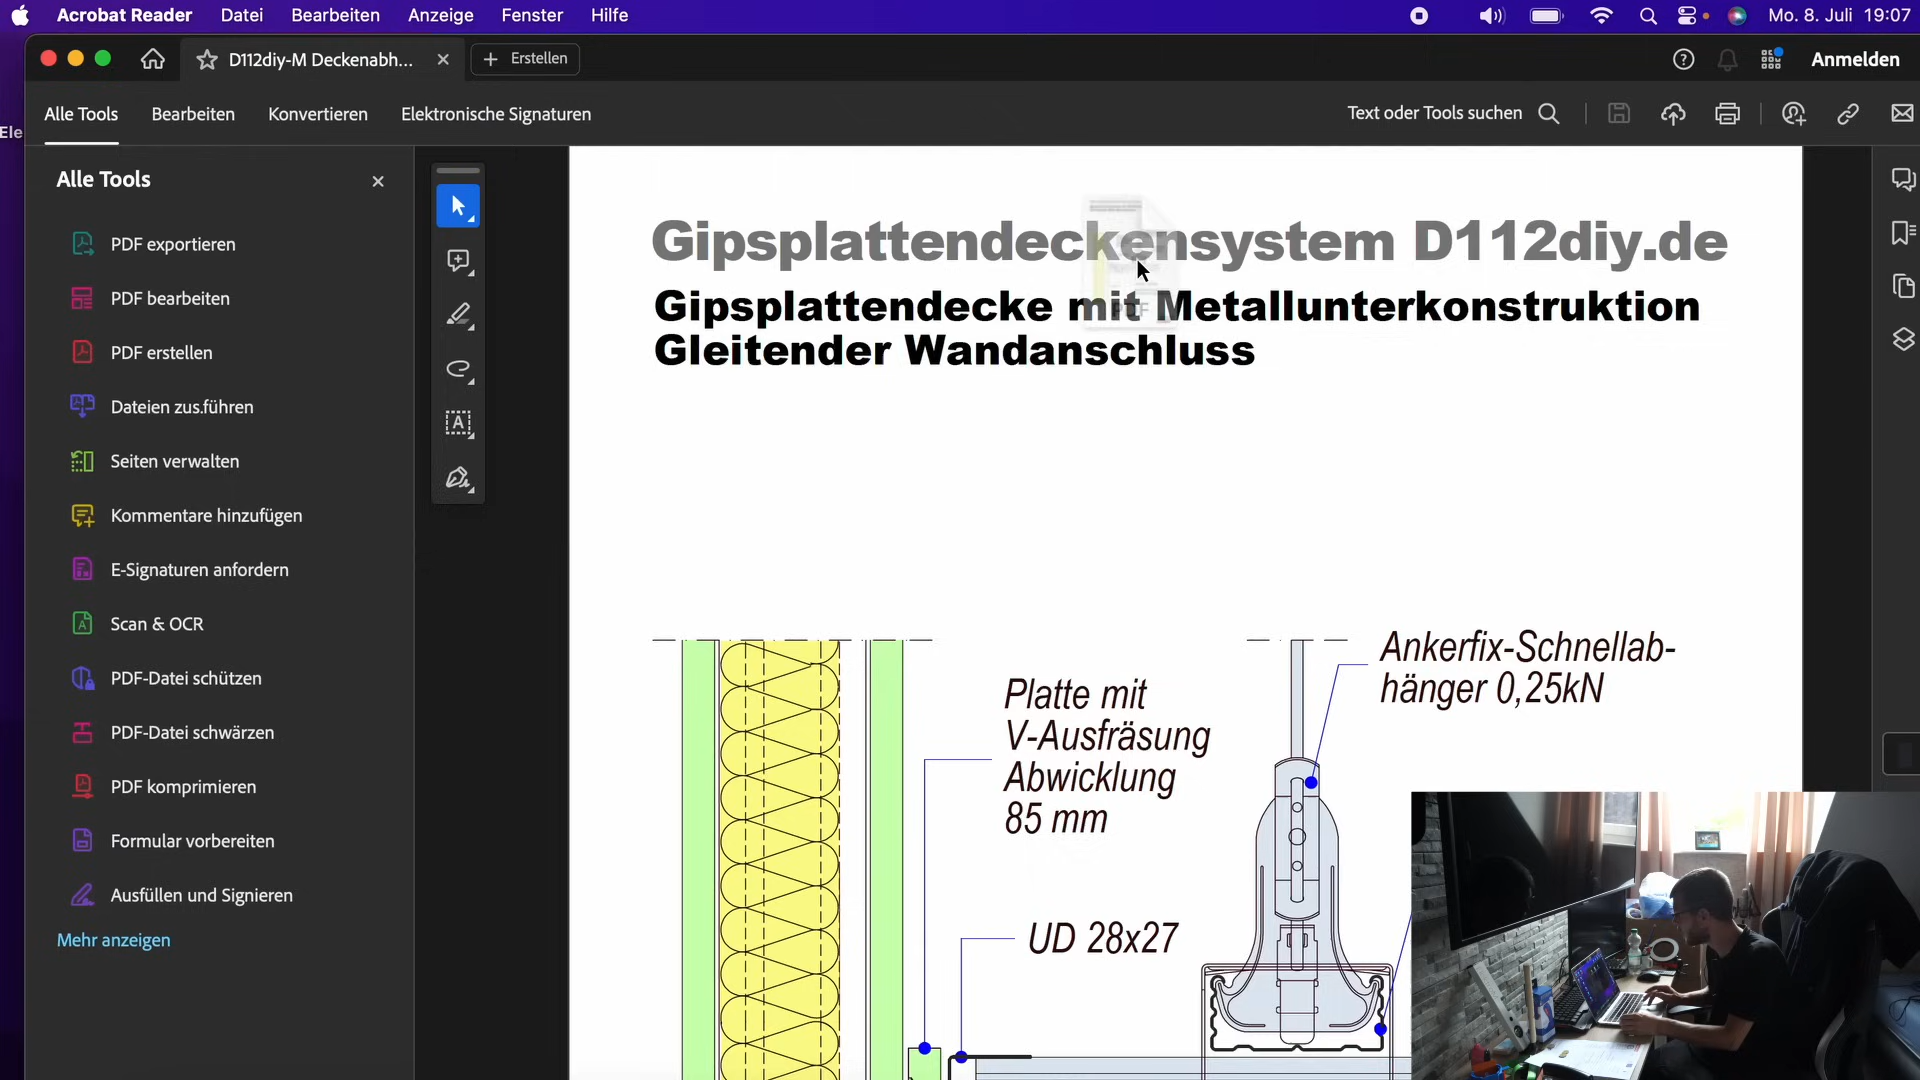 Acrobat Reader Datei Bearbeiten Anzeige Fenster Hilfe Mo. 8. Juli 19:07
D112diy-M Deckenabh... Erstellen Anmelden
Alle Tools Bearbeiten Konvertieren Elektronische Signaturen Text oder Tools suchen
Ele
Alle Tools
PDF exportieren
PDF bearbeiten
PDF erstellen
Dateien zus.führen
Seiten verwalten
Kommentare hinzufügen
E-Signaturen anfordern
Scan & OCR
PDF-Datei schützen
PDF-Datei schwärzen
PDF komprimieren
Formular vorbereiten
Ausfüllen und Signieren
Mehr anzeigen
Gipsplattendeckensystem D112diy.de
Gipsplattendecke mit Metallunterkonstruktion
Gleitender Wandanschluss
PDF
Ankerfix-Schnellab-
hänger 0,25kN
Platte mit
V-Ausfräsung
Abwicklung
85 mm
UD 28x27